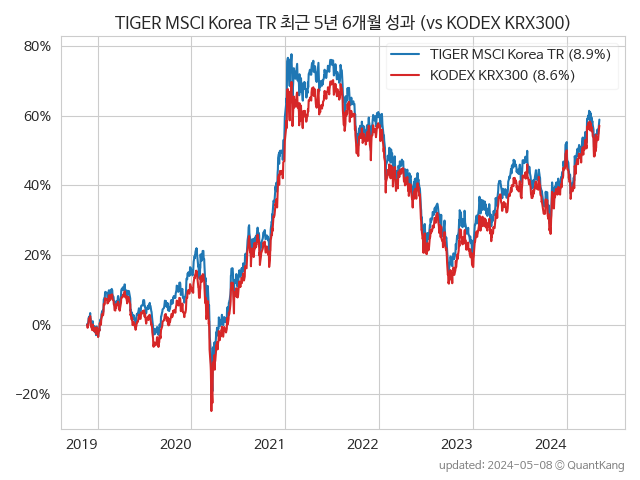 TIGER MSCI Korea TR 최근 5년 6개월 성과 (vs KODEX KRX300)
TIGER MSCI Korea TR (8.9%)
KODEX KRX300 (8.6%)
80%
60%
40%
20%
0%
−20%
2019 2020 2021 2022 2023 2024
updated: 2024-05-08 © QuantKang